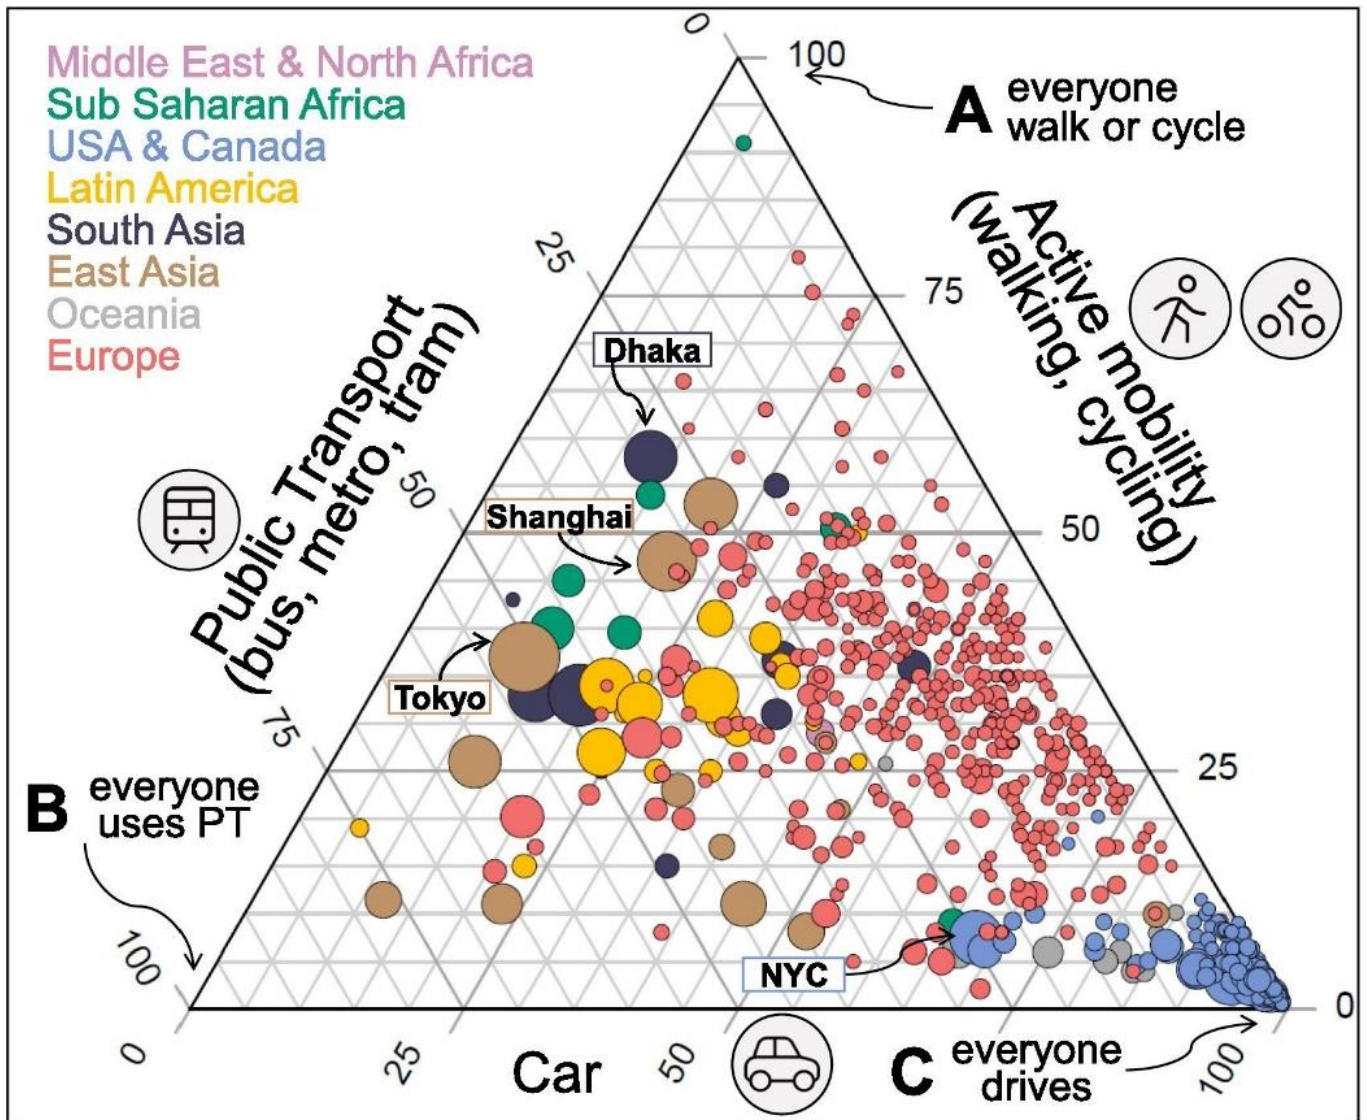 Middle East & North Africa
Sub Saharan Africa
USA & Canada
Latin America
South Asia
East Asia
Oceania
Europe
0
100
A everyone
walk or cycle
25
75
Active mobility
(walking, cycling)
Dhaka
Public Transport
(bus, metro, tram)
50
Shanghai
50
Tokyo
75
25
B everyone
uses PT
100
NYC
0
0
25
Car
50
C everyone
drives
100